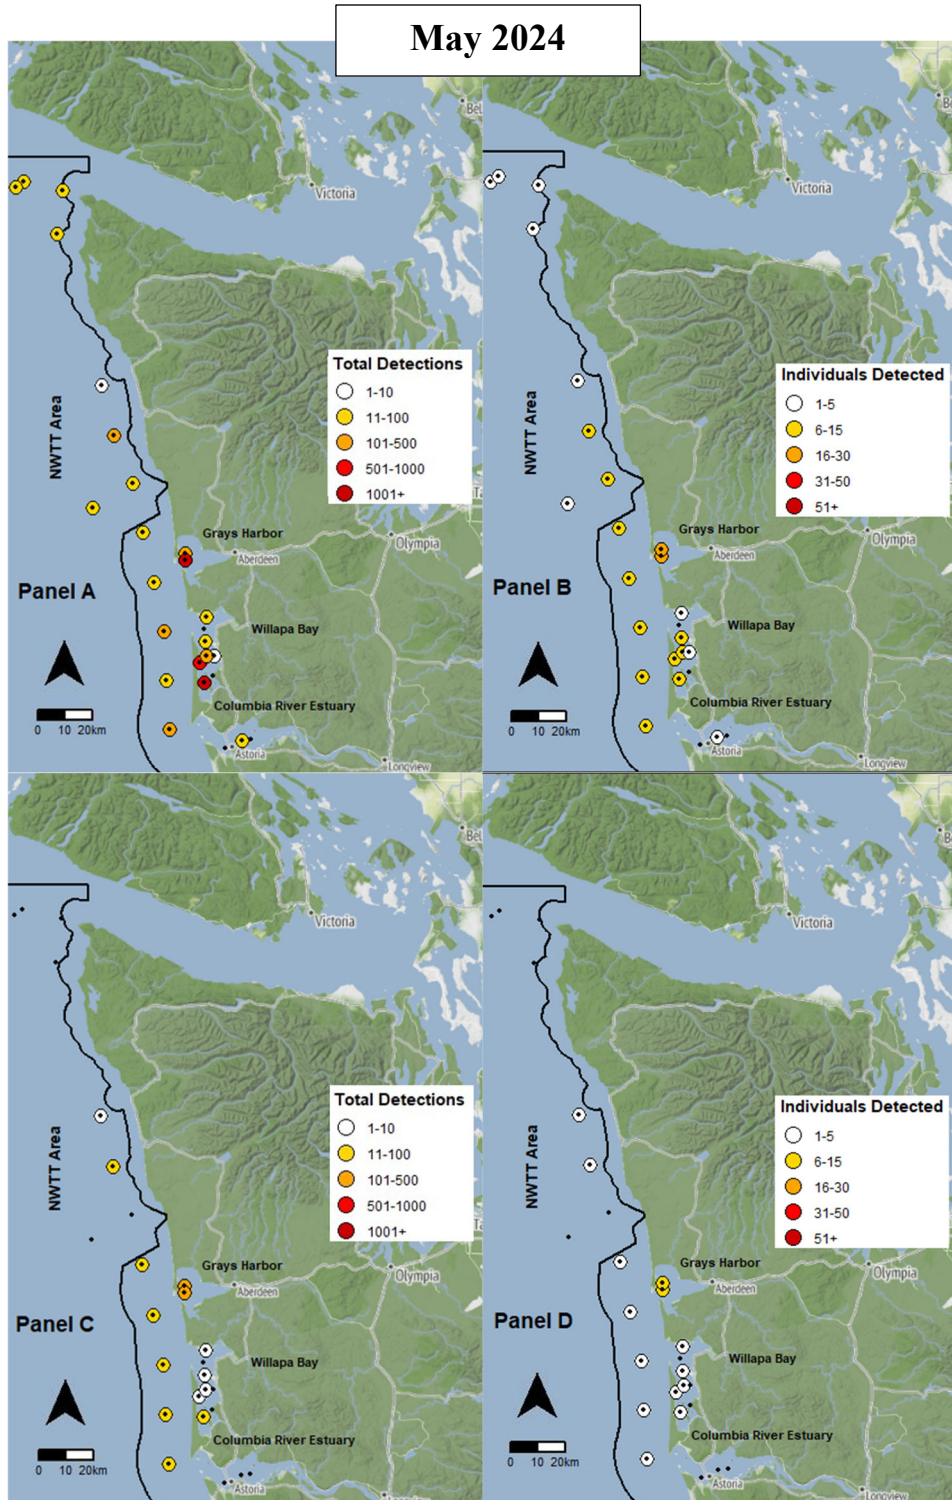 May 2024
Bel
Victoria
NWTT Area
Total Detections
1-10
11-100
101-500
501-1000
1001+
Grays Harbor
Aberdeen
Olympia
Ta
Panel A
Willapa Bay
Columbia River Estuary
0 10 20km
Astoria
Longview
Be
Victoria
NWTT Area
Individuals Detected
1-5
6-15
16-30
31-50
51+
Grays Harbor
Aberdeen
Olympia
Panel B
Willapa Bay
Columbia River Estuary
0 10 20km
Astoria
Longview
Bel
Victoria
NWTT Area
Total Detections
1-10
11-100
101-500
501-1000
1001+
Grays Harbor
Aberdeen
Olympia
Ta
Panel C
Willapa Bay
Columbia River Estuary
0 10 20km
Astoria
Longview
B
Victoria
NWTT Area
Individuals Detected
1-5
6-15
16-30
31-50
51+
Grays Harbor
Aberdeen
Olympia
Panel D
Willapa Bay
Columbia River Estuary
0 10 20km
Astoria
Longview